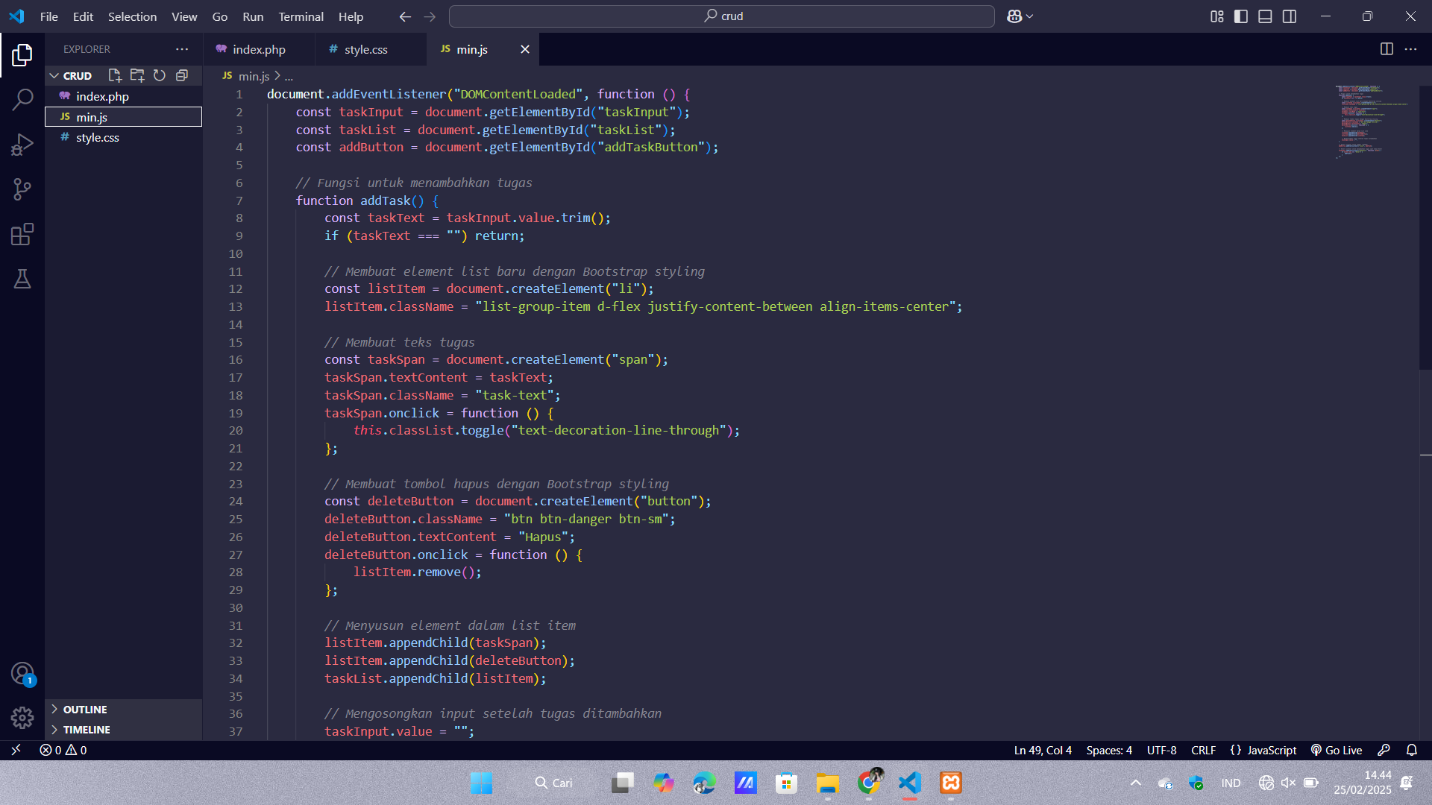 File Edit Selection View Go Run Terminal Help
crud
EXPLORER
index.php
style.css
JS min.js
CRUD
index.php
JS min.js
style.css
JS min.js > ...
1 document.addEventListener("DOMContentLoaded", function () {
2 const taskInput = document.getElementById("taskInput");
3 const taskList = document.getElementById("taskList");
4 const addButton = document.getElementById("addTaskButton");
5
6 // Fungsi untuk menambahkan tugas
7 function addTask() {
8 const taskText = taskInput.value.trim();
9 if (taskText === "") return;
10
11 // Membuat element list baru dengan Bootstrap styling
12 const listItem = document.createElement("li");
13 listItem.className = "list-group-item d-flex justify-content-between align-items-center";
14
15 // Membuat teks tugas
16 const taskSpan = document.createElement("span");
17 taskSpan.textContent = taskText;
18 taskSpan.className = "task-text";
19 taskSpan.onclick = function () {
20 this.classList.toggle("text-decoration-line-through");
21 };
22
23 // Membuat tombol hapus dengan Bootstrap styling
24 const deleteButton = document.createElement("button");
25 deleteButton.className = "btn btn-danger btn-sm";
26 deleteButton.textContent = "Hapus";
27 deleteButton.onclick = function () {
28 listItem.remove();
29 };
30
31 // Menyusun element dalam list item
32 listItem.appendChild(taskSpan);
33 listItem.appendChild(deleteButton);
34 taskList.appendChild(listItem);
35
36 // Mengosongkan input setelah tugas ditambahkan
37 taskInput.value = "";
OUTLINE
TIMELINE
1
0 0
Ln 49, Col 4 Spaces: 4 UTF-8 CRLF {} JavaScript Go Live
Cari
IND
14.44
25/02/2025